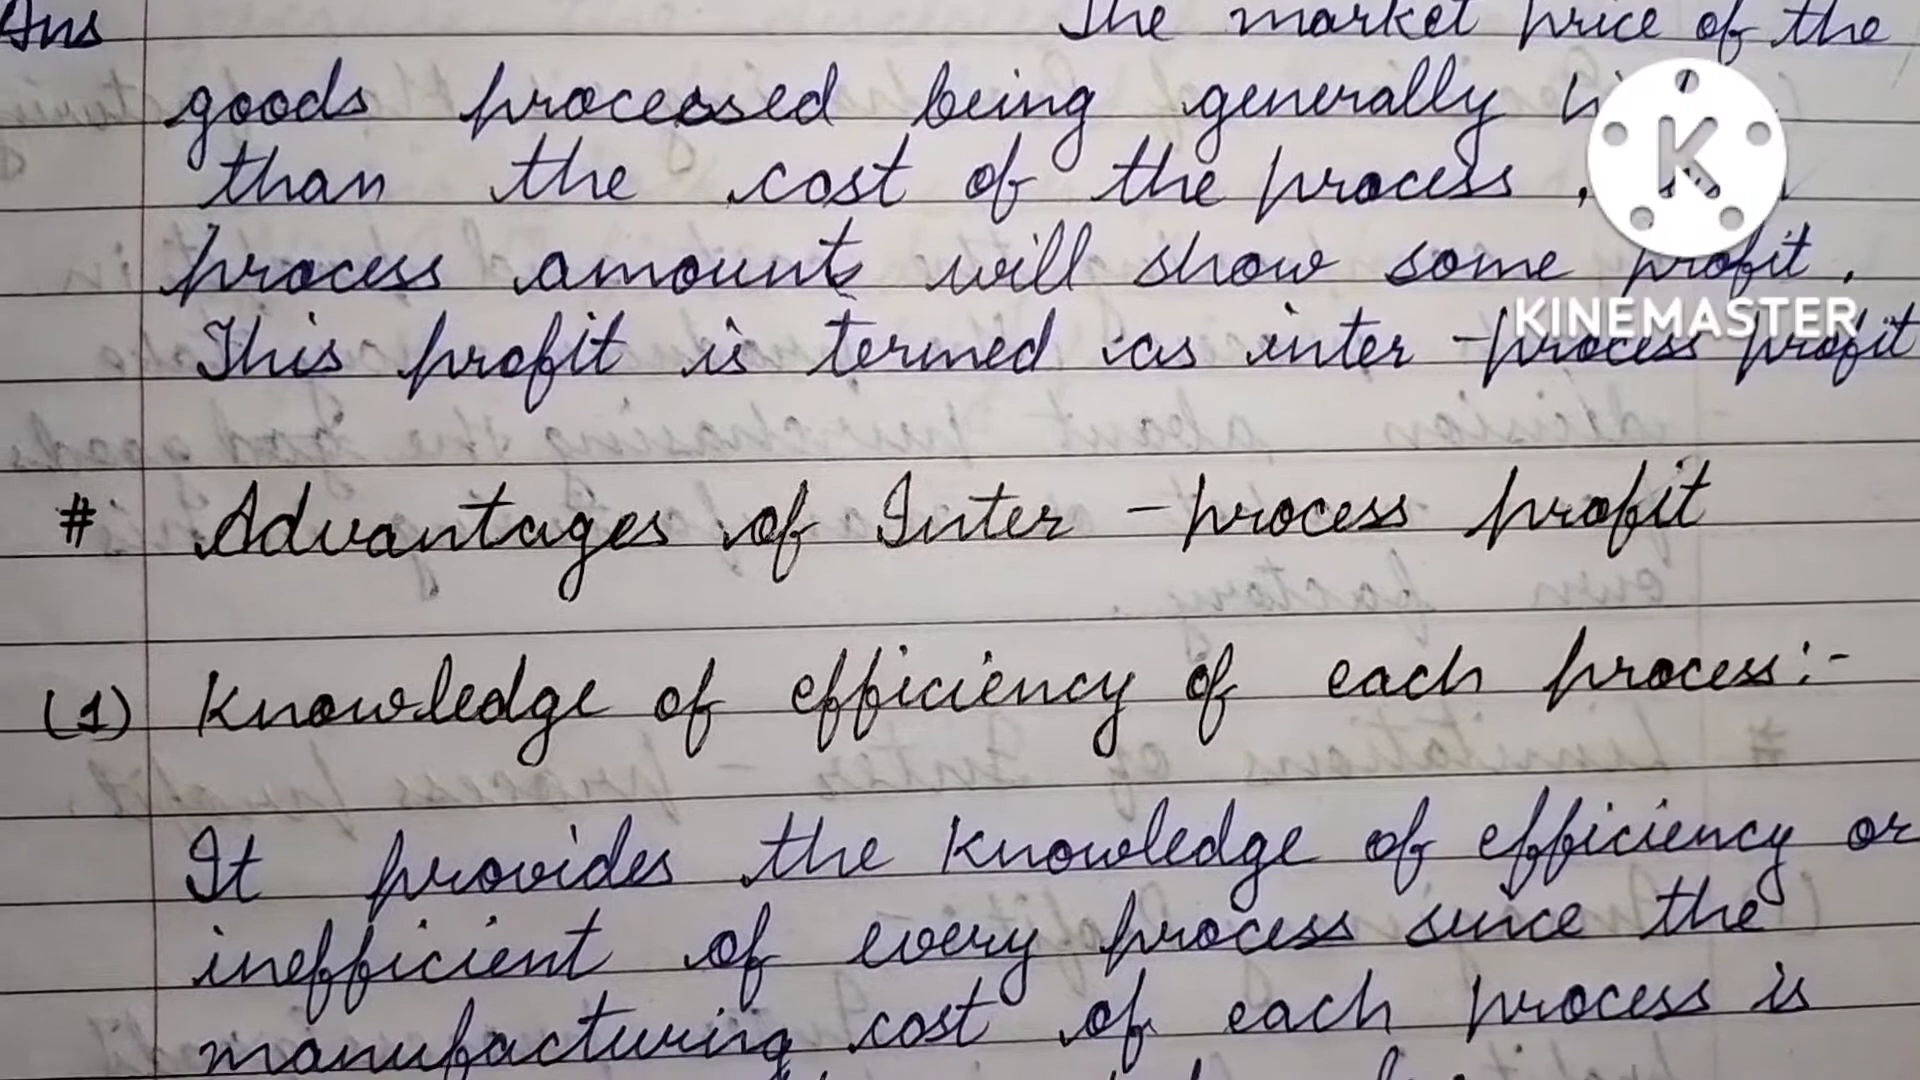 Ans The market price of the
goods processed being generally
than the cost of the process,
process amount will show some profit.
KINEMASTER
This profit is termed as inter-process profit
# Advantages of Inter-process profit
(1) Knowledge of efficiency of each process:-
It provides the knowledge of efficiency or
inefficient of every process since the
manufacturing cost of each process is